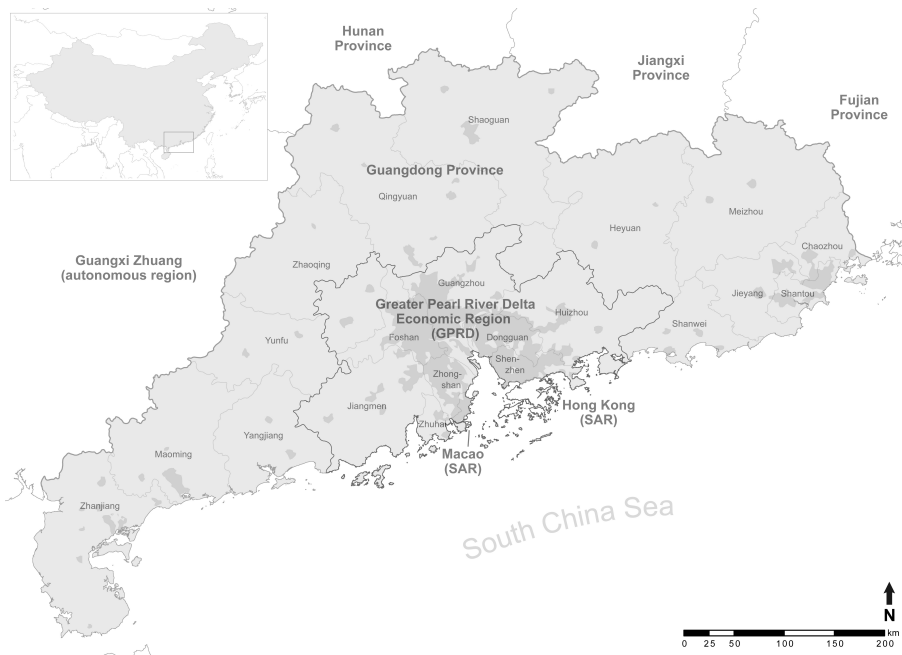 Hunan
Province
Jiangxi
Province
Fujian
Province
Shaoguan
Guangdong Province
Qingyuan
Meizhou
Heyuan
Chaozhou
Guangxi Zhuang
(autonomous region)
Zhaoqing
Guangzhou
Jieyang
Shantou
Greater Pearl River Delta
Economic Region
(GPRD)
Huizhou
Shanwei
Yunfu
Foshan
Dongguan
Shen-
zhen
Zhong-
shan
Jiangmen
Hong Kong
(SAR)
Zhuhai
Yangjiang
Macao
(SAR)
Maoming
Zhanjiang
South China Sea
N
km
0 25 50 100 150 200